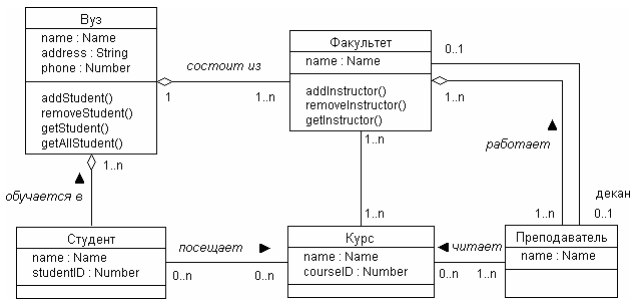 Вуз
name : Name
address : String
phone : Number
addStudent()
removeStudent()
getStudent()
getAllStudent()
состоит из
1
1..n
Факультет
name : Name
addInstructor()
removeInstructor()
getInstructor()
0..1
1..n
1..n
работает
1..n
обучается в
декан
1..n
1..n
0..1
Студент
name : Name
studentID : Number
посещает
0..n
0..n
Курс
name : Name
courseID : Number
читает
0..n
1..n
Преподаватель
name : Name